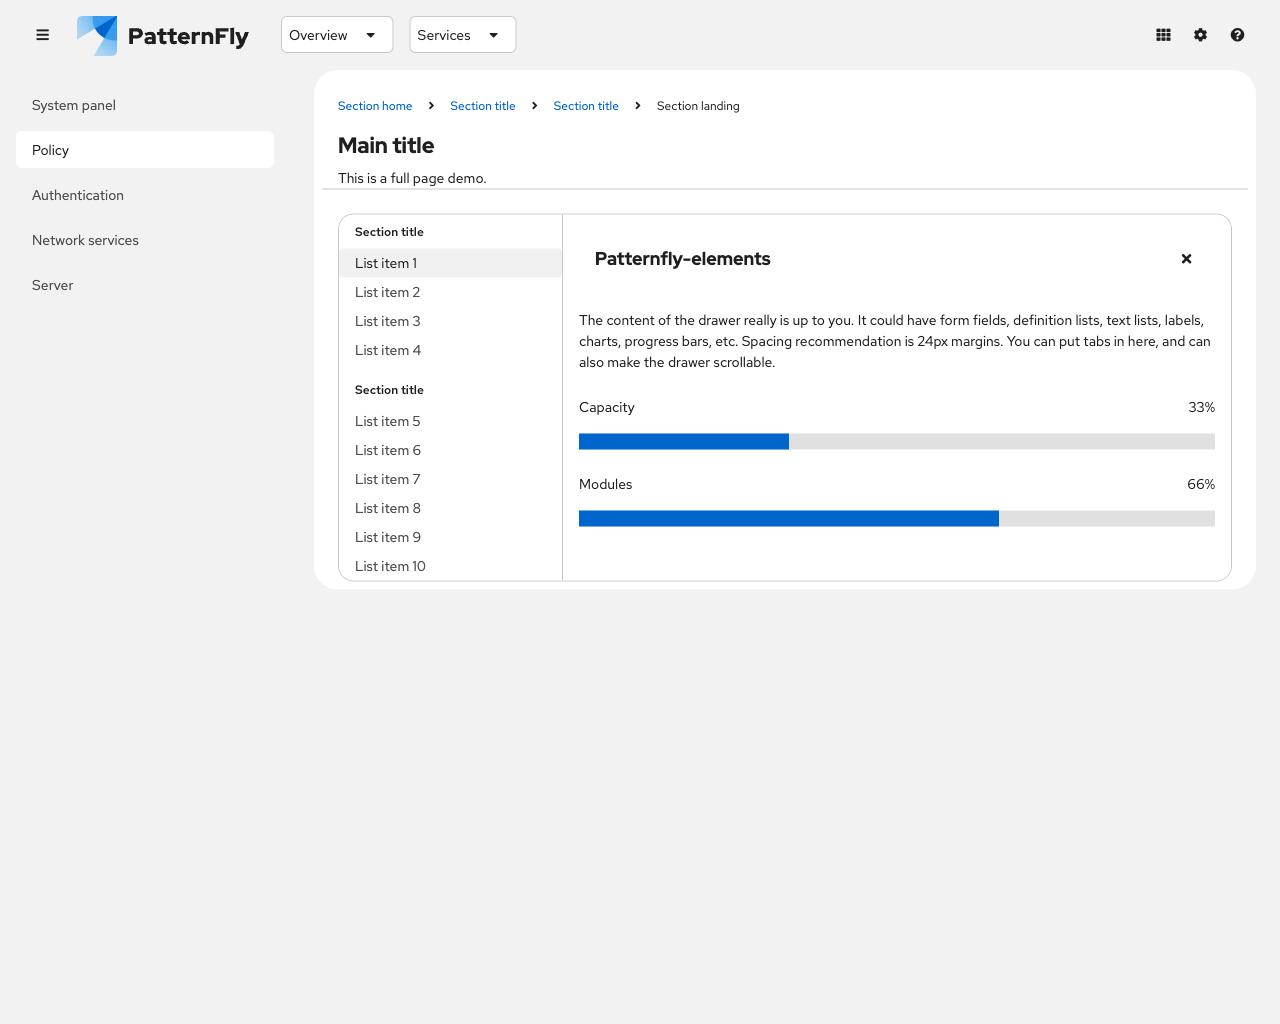 PatternFly
Overview
Services
System panel
Policy
Authentication
Network services
Server
Section home
Section title
Section title
Section landing
Main title
This is a full page demo.
Section title
List item 1
List item 2
List item 3
List item 4
Section title
List item 5
List item 6
List item 7
List item 8
List item 9
List item 10
Patternfly-elements
The content of the drawer really is up to you. It could have form fields, definition lists, text lists, labels,
charts, progress bars, etc. Spacing recommendation is 24px margins. You can put tabs in here, and can
also make the drawer scrollable.
Capacity
33%
Modules
66%